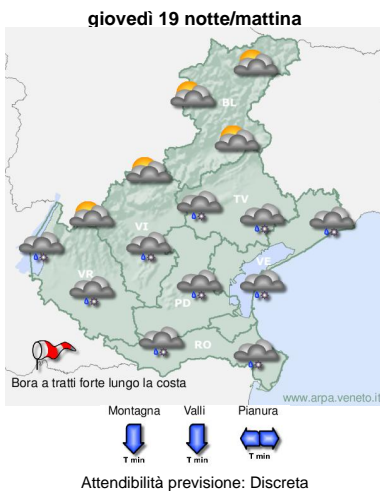 giovedì 19 notte/mattina
BL
TV
VI
VE
VR
PD
RO
Bora a tratti forte lungo la costa
www.arpa.veneto.it
Montagna Valli Pianura
T min T min T min
Attendibilità previsione: Discreta